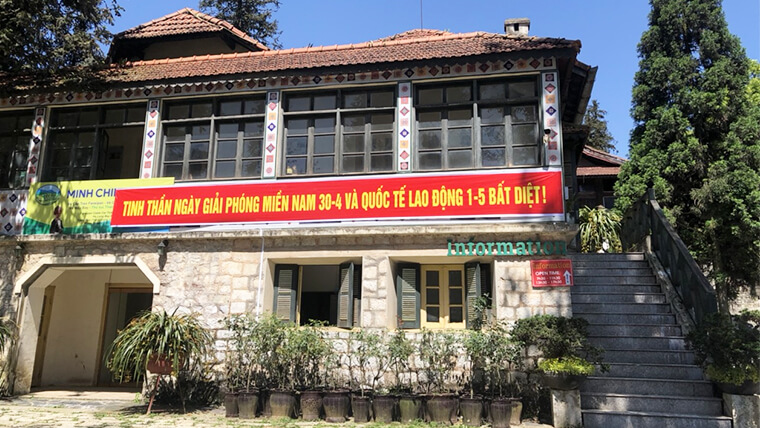 MINH CHI
TINH THẦN NGÀY GIẢI PHÓNG MIỀN NAM 30-4 VÀ QUỐC TẾ LAO ĐỘNG 1-5 BẤT DIỆT !
information
information
OPEN TIME